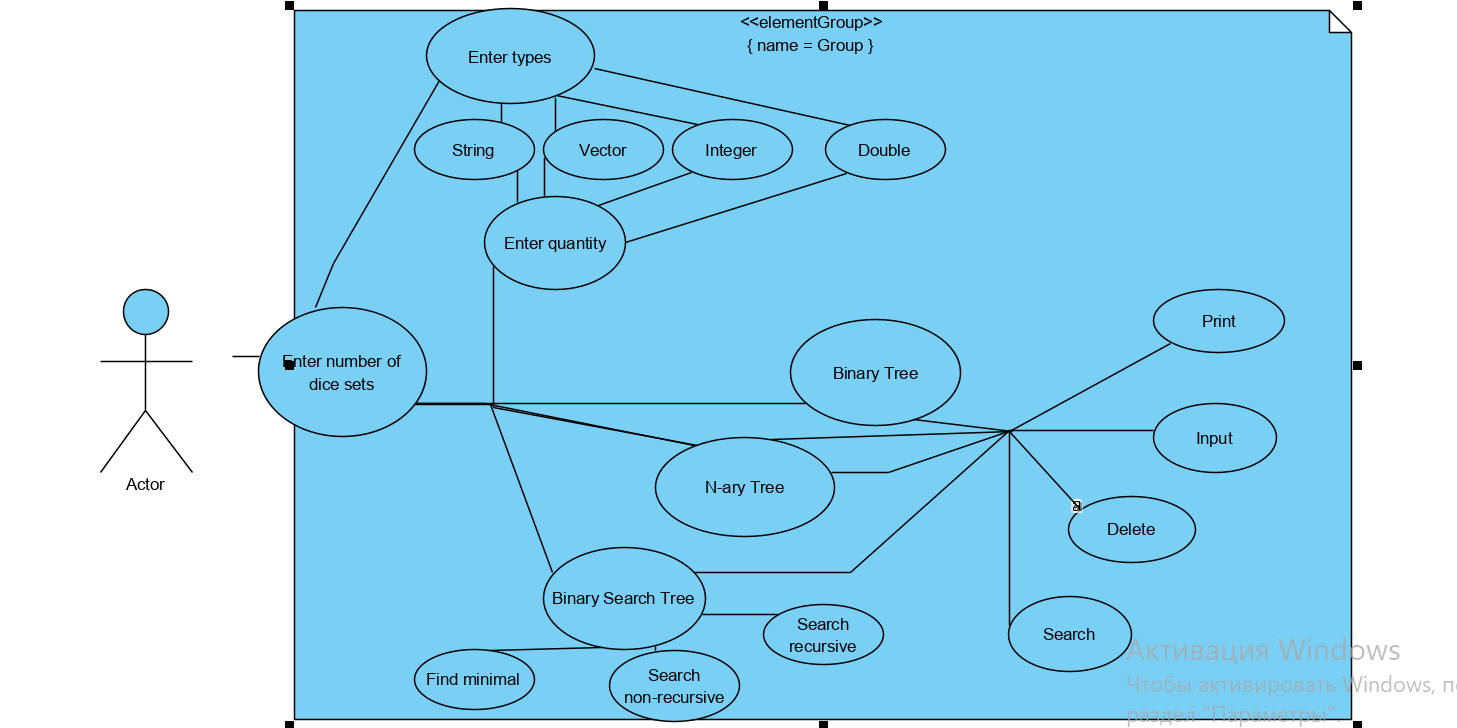 <<elementGroup>>
{ name = Group }
Enter types
String
Vector
Integer
Double
Enter quantity
Enter number of
dice sets
Actor
Binary Tree
Print
N-ary Tree
Input
Delete
Binary Search Tree
Search
recursive
Search
Find minimal
Search
non-recursive
Активация Windows
Чтобы активировать Windows,
раздел "Параметры".